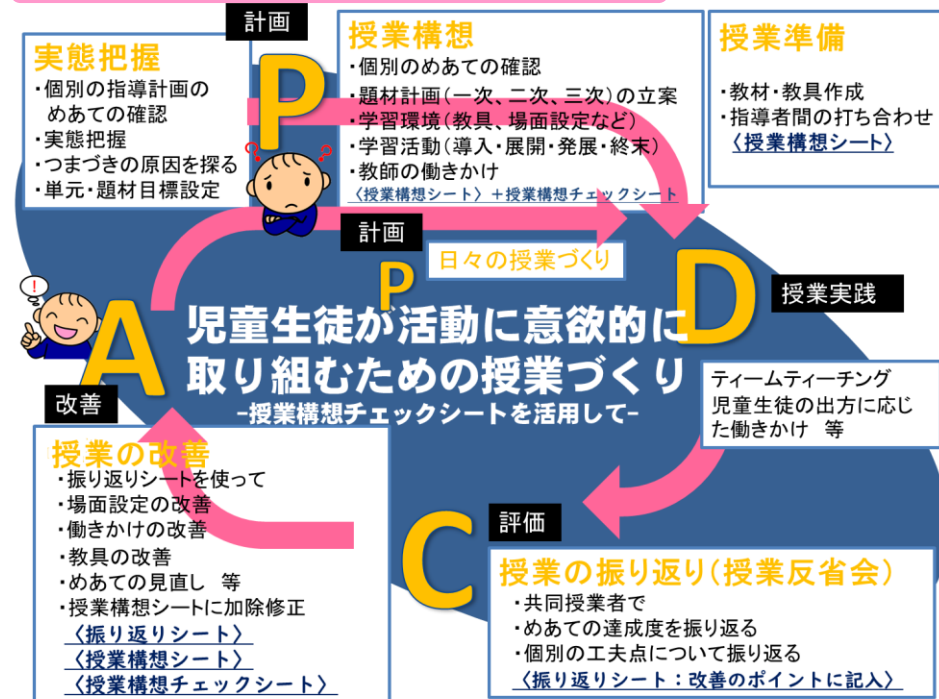 計画
P
実態把握
・個別の指導計画の
めあての確認
・実態把握
・つまづきの原因を探る
・単元・題材目標設定
? ?
授業構想
・個別のめあての確認
・題材計画(一次、二次、三次)の立案
・学習環境(教具、場面設定など)
・学習活動(導入・展開・発展・終末)
・教師の働きかけ
〈授業構想シート〉+授業構想チェックシート
授業準備
・教材・教具作成
・指導者間の打ち合わせ
〈授業構想シート〉
計画
P
日々の授業づくり
D
授業実践
ティームティーチング
児童生徒の出方に応じ
た働きかけ 等
児童生徒が活動に意欲的に
取り組むための授業づくり
-授業構想チェックシートを活用して-
C
評価
授業の振り返り(授業反省会)
・共同授業者で
・めあての達成度を振り返る
・個別の工夫点について振り返る
〈振り返りシート:改善のポイントに記入〉
!
A
改善
授業の改善
・振り返りシートを使って
・場面設定の改善
・働きかけの改善
・教具の改善
・めあての見直し 等
・授業構想シートに加除修正
〈振り返りシート〉
〈授業構想シート〉
〈授業構想チェックシート〉